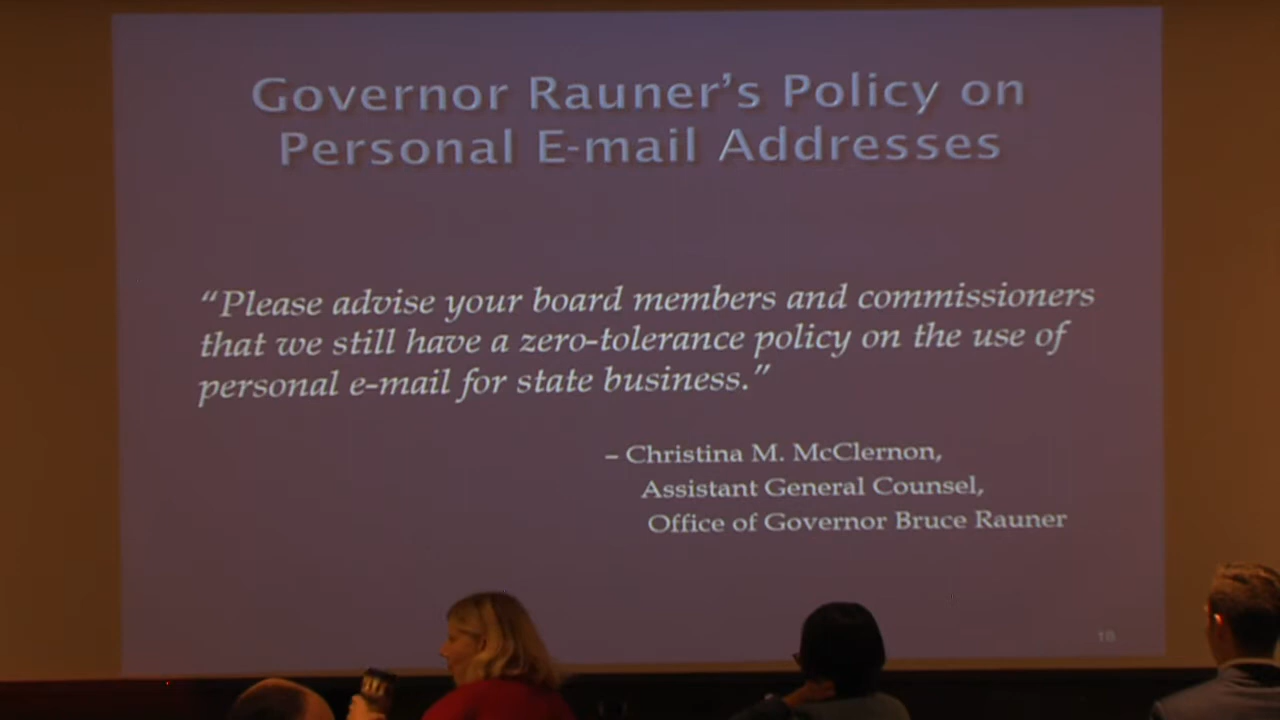 Governor Rauner's Policy on
Personal E-mail Addresses
“Please advise your board members and commissioners
that we still have a zero-tolerance policy on the use of
personal e-mail for state business.”
– Christina M. McClernon,
Assistant General Counsel,
Office of Governor Bruce Rauner